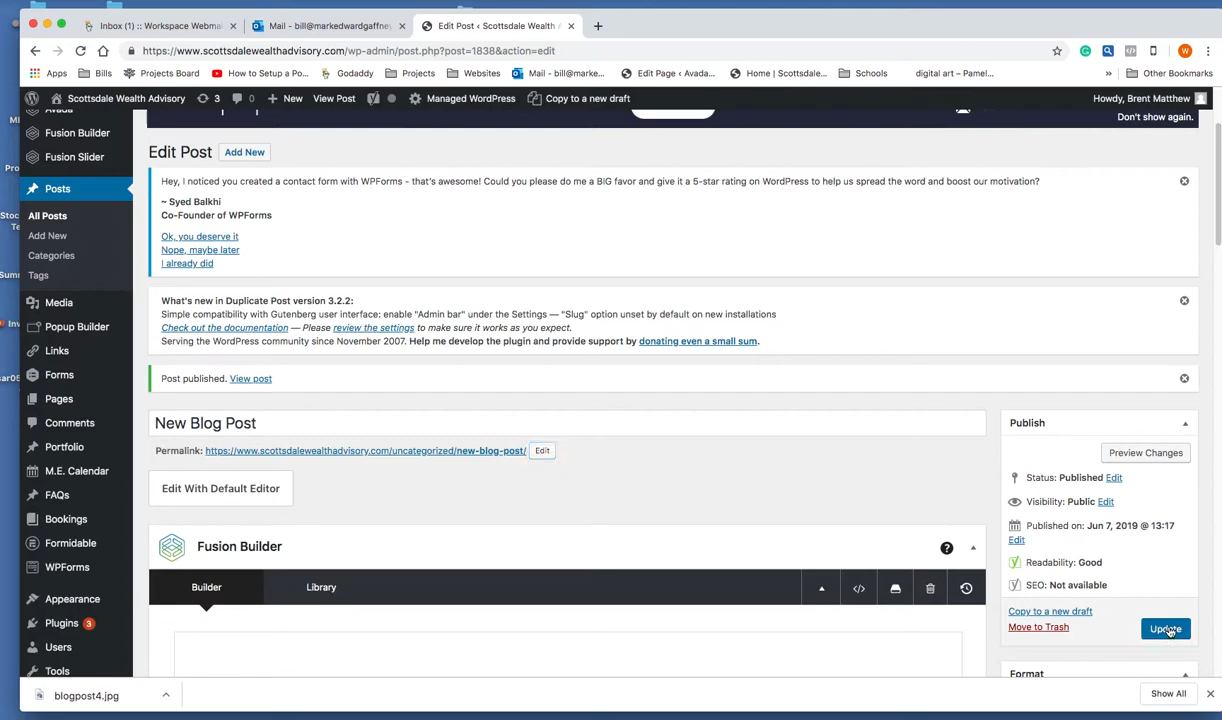 Inbox (1) :: Workspace Webma
Mail - bill@markedwardgaffney
Edit Post ‹ Scottsdale Wealth A
https://www.scottsdalewealthadvisory.com/wp-admin/post.php?post=1838&action=edit
W
Apps
Bills
Projects Board
How to Setup a Po...
Godaddy
Projects
Websites
Mail - bill@marke...
Edit Page ‹ Avada...
Home | Scottsdale...
Schools
digital art – Pamel...
»
Other Bookmarks
Scottsdale Wealth Advisory
3
0
New
View Post
Managed WordPress
Copy to a new draft
Howdy, Brent Matthew
Don't show again.
Avada
Fusion Builder
Fusion Slider
Posts
All Posts
Add New
Categories
Tags
Media
Popup Builder
Links
Forms
Pages
Comments
Portfolio
M.E. Calendar
FAQs
Bookings
Formidable
WPForms
Appearance
Plugins 3
Users
Tools
Edit Post
Add New
Hey, I noticed you created a contact form with WPForms - that's awesome! Could you please do me a BIG favor and give it a 5-star rating on WordPress to help us spread the word and boost our motivation?
~ Syed Balkhi
Co-Founder of WPForms
Ok, you deserve it
Nope, maybe later
I already did
What's new in Duplicate Post version 3.2.2:
Simple compatibility with Gutenberg user interface: enable "Admin bar" under the Settings — "Slug" option unset by default on new installations
Check out the documentation — Please review the settings to make sure it works as you expect.
Serving the WordPress community since November 2007. Help me develop the plugin and provide support by donating even a small sum.
Post published. View post
New Blog Post
Permalink: https://www.scottsdalewealthadvisory.com/uncategorized/new-blog-post/ Edit
Edit With Default Editor
Fusion Builder
Builder
Library
Publish
Preview Changes
Status: Published Edit
Visibility: Public Edit
Published on: Jun 7, 2019 @ 13:17
Edit
Readability: Good
SEO: Not available
Copy to a new draft
Move to Trash
Update
Format
blogpost4.jpg
Show All